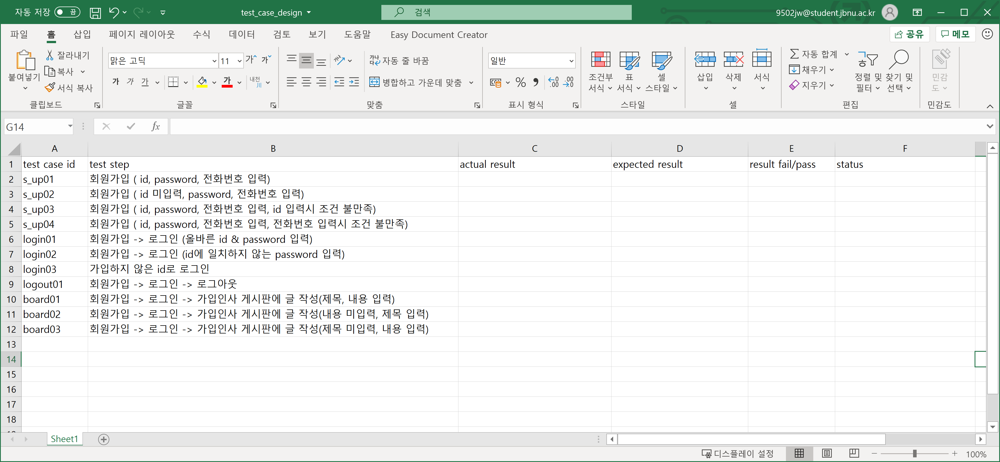 자동 저장 끔 test_case_design 검색 9502jw@student.jbnu.ac.kr
파일 홈 삽입 페이지 레이아웃 수식 데이터 검토 보기 도움말 Easy Document Creator 공유 메모
붙여넣기 잘라내기 복사 서식 복사 클립보드
맑은 고딕 11 가 가
가 가 가 가 내천 川 글꼴
가나다 자동 줄 바꿈
병합하고 가운데 맞춤
맞춤
일반
% , .00 .00
표시 형식
조건부 서식 표 서식 셀 스타일
스타일
삽입 삭제 서식
셀
자동 합계
채우기
지우기
정렬 및 필터 찾기 및 선택
편집
민감도
민감도
G14 fx
A B C D E F
1 test case id test step actual result expected result result fail/pass status
2 s_up01 회원가입 ( id, password, 전화번호 입력)
3 s_up02 회원가입 ( id 미입력, password, 전화번호 입력)
4 s_up03 회원가입 ( id, password, 전화번호 입력, id 입력시 조건 불만족)
5 s_up04 회원가입 ( id, password, 전화번호 입력, 전화번호 입력시 조건 불만족)
6 login01 회원가입 -> 로그인 (올바른 id & password 입력)
7 login02 회원가입 -> 로그인 (id에 일치하지 않는 password 입력)
8 login03 가입하지 않은 id로 로그인
9 logout01 회원가입 -> 로그인 -> 로그아웃
10 board01 회원가입 -> 로그인 -> 가입인사 게시판에 글 작성(제목, 내용 입력)
11 board02 회원가입 -> 로그인 -> 가입인사 게시판에 글 작성(내용 미입력, 제목 입력)
12 board03 회원가입 -> 로그인 -> 가입인사 게시판에 글 작성(제목 미입력, 내용 입력)
13
14
15
16
17
18
Sheet1
디스플레이 설정 100%